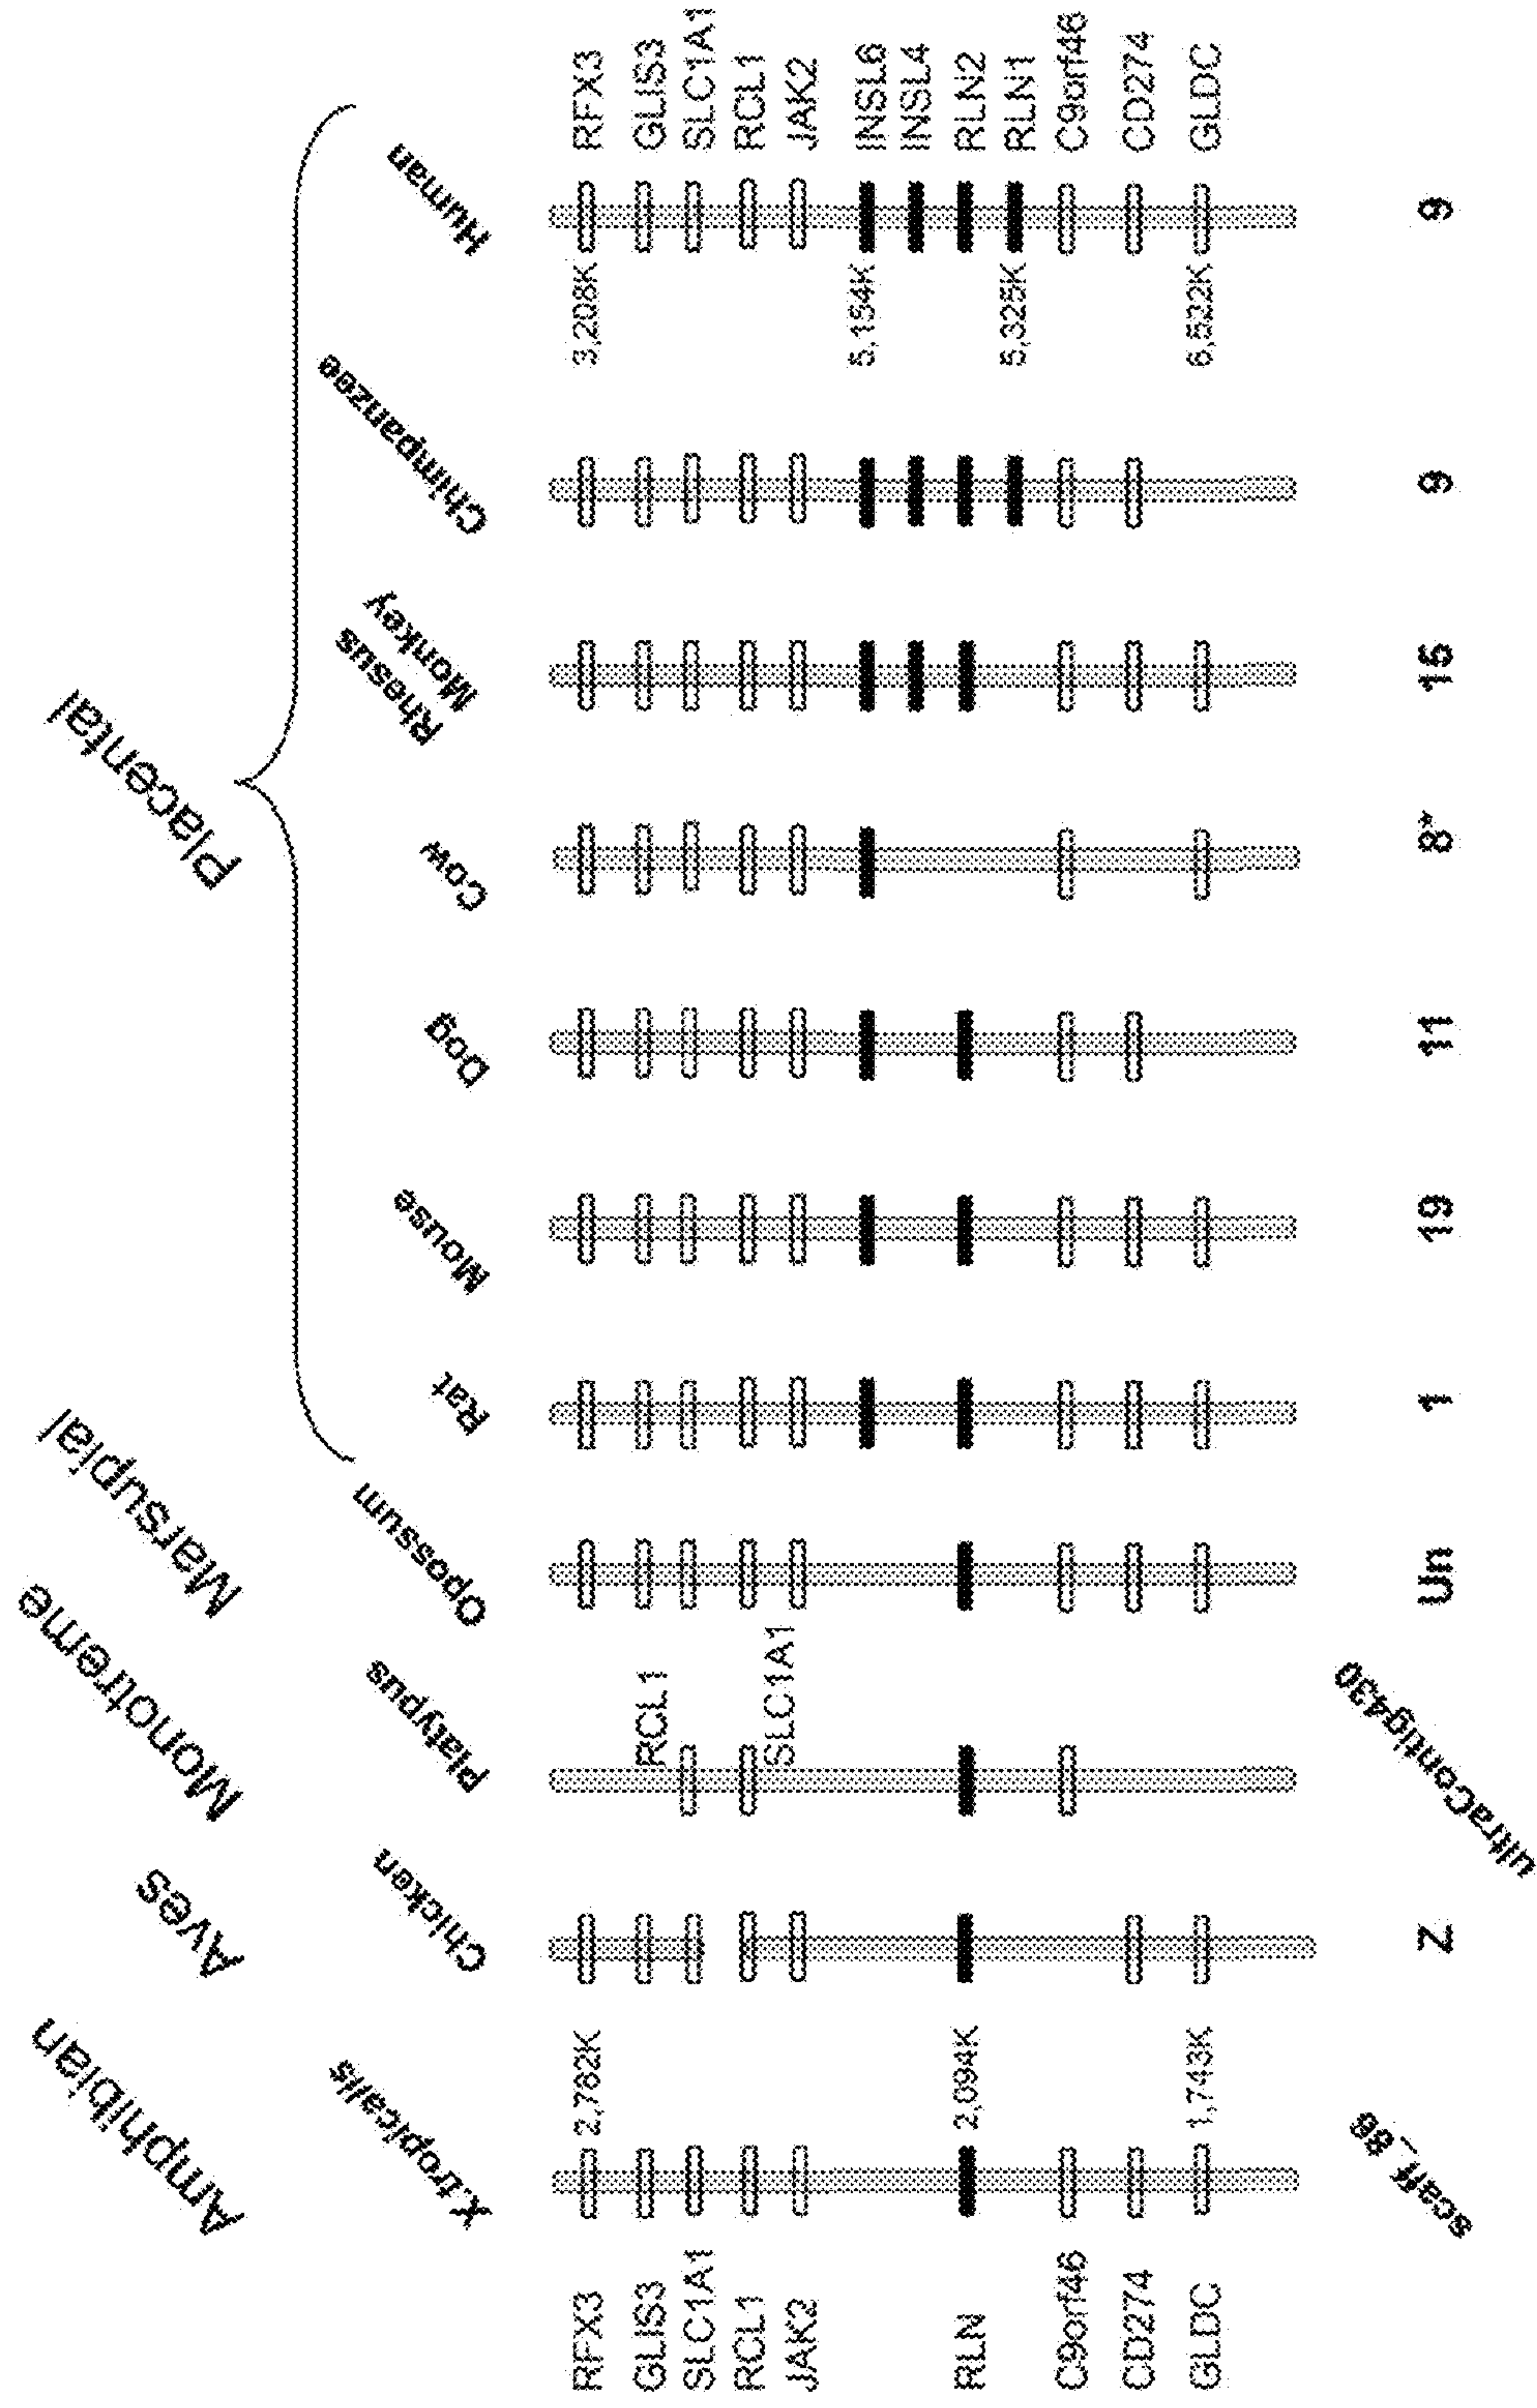 Amphibian
Aves
Monotreme
Marsupial
Placental
X.tropicalis
Chicken
Platypus
Opossum
Rat
Mouse
Dog
Cow
Rhesus
Monkey
Chimpanzee
Human
RFX3
2,782K
3,208K
RFX3
GLIS3
RCL1
GLIS3
SLC1A1
SLC1A1
RCL1
RCL1
JAK2
SLC1A1
JAK2
5,154K
INSL6
INSL4
RLN
2,094K
RLN2
5,325K
RLN1
C9orf46
C9orf46
CD274
CD274
GLDC
1,743K
6,522K
GLDC
scaff_86
Z
ultraContig430
Un
1
19
11
8*
15
9
9